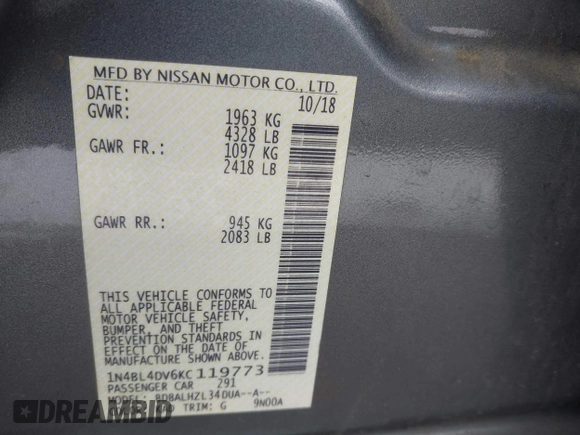 MFD BY NISSAN MOTOR CO., LTD.
DATE: 10/18
GVWR: 1963 KG
4328 LB
GAWR FR.: 1097 KG
2418 LB
GAWR RR.: 945 KG
2083 LB
THIS VEHICLE CONFORMS TO
ALL APPLICABLE FEDERAL
MOTOR VEHICLE SAFETY,
BUMPER, AND THEFT
PREVENTION STANDARDS IN
EFFECT ON THE DATE OF
MANUFACTURE SHOWN ABOVE.
1N4BL4DV6KC119773
PASSENGER CAR 291
BDBALHZL34DUA--A--
TRIM: G 9N00A
DREAMBID